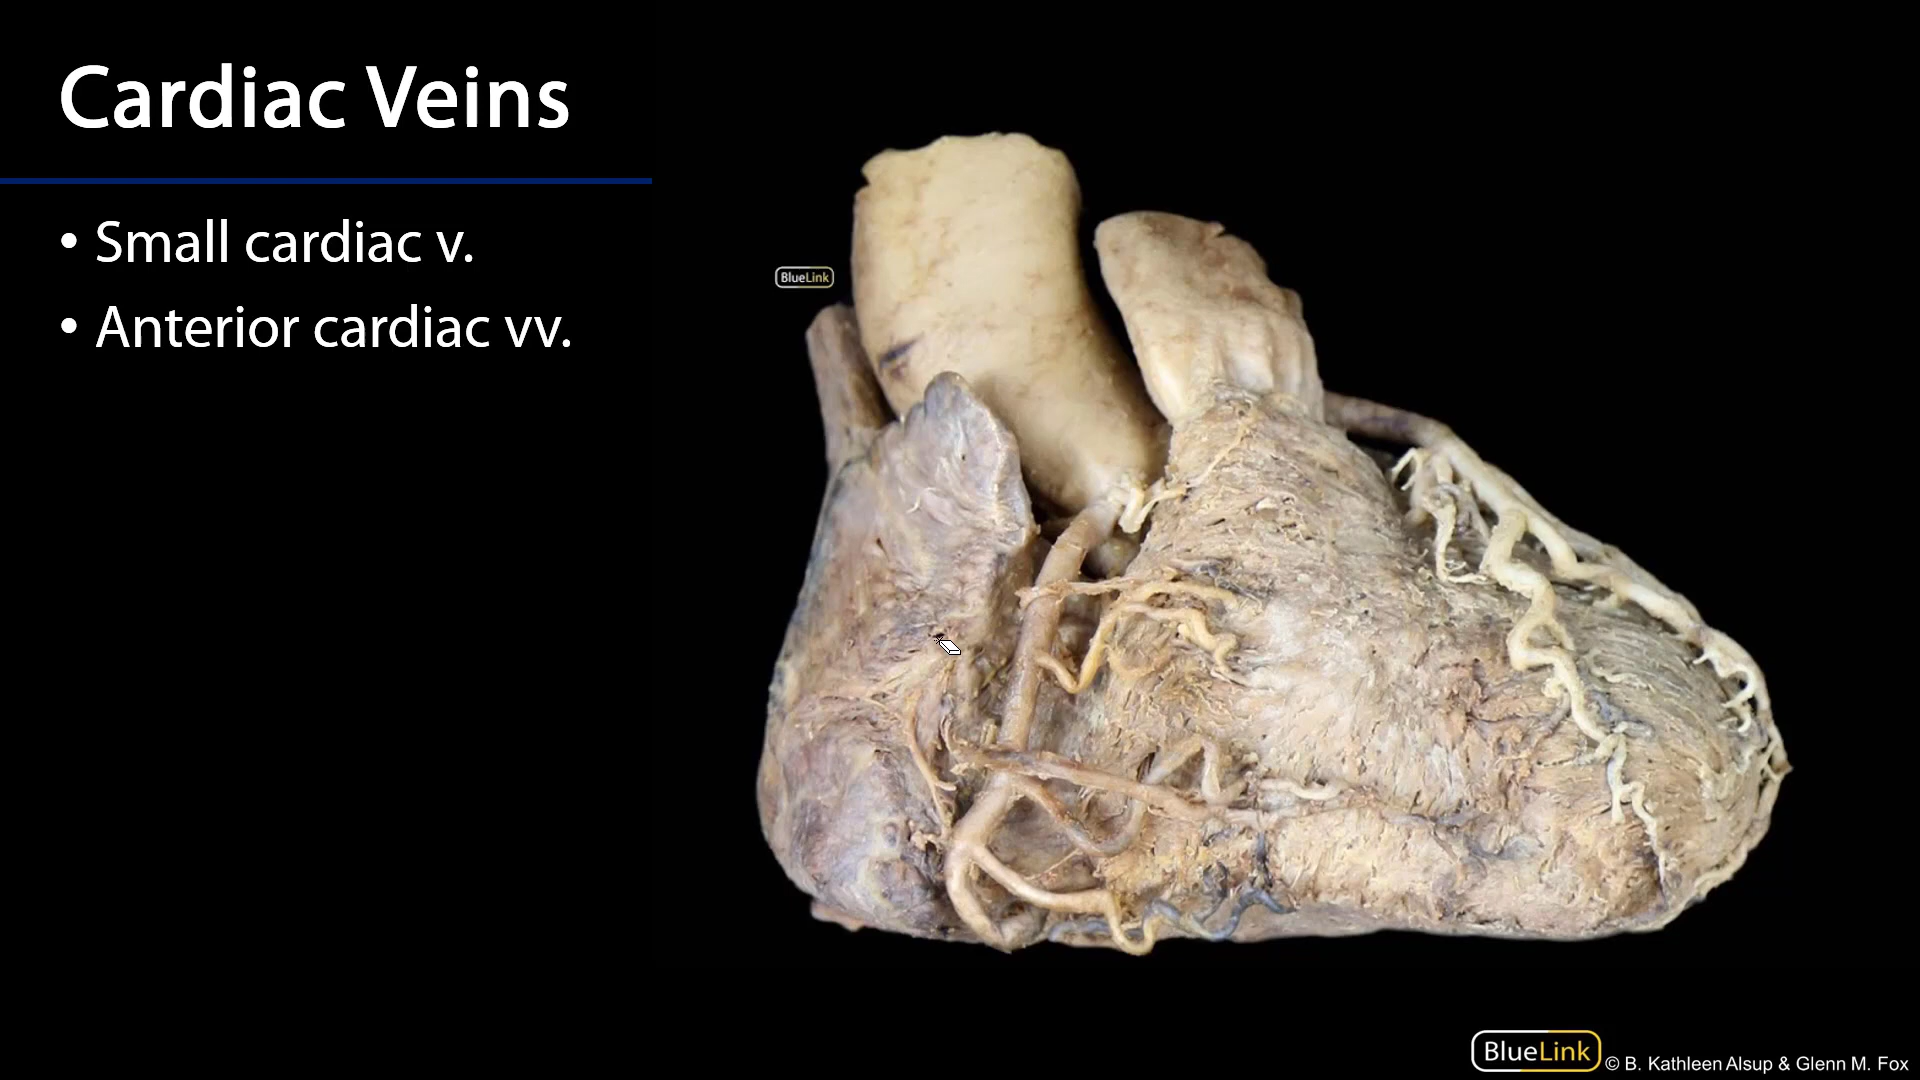 Cardiac Veins
• Small cardiac v.
• Anterior cardiac vv.
BlueLink
BlueLink © B. Kathleen Alsup & Glenn M. Fox